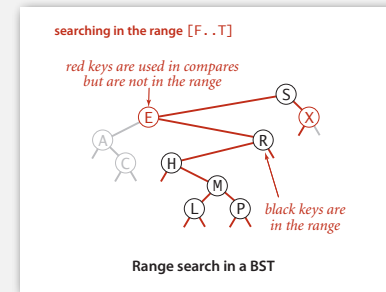 searching in the range [F..T]
red keys are used in compares
but are not in the range
S
E
X
A
R
C
H
M
L
P
black keys are
in the range
Range search in a BST